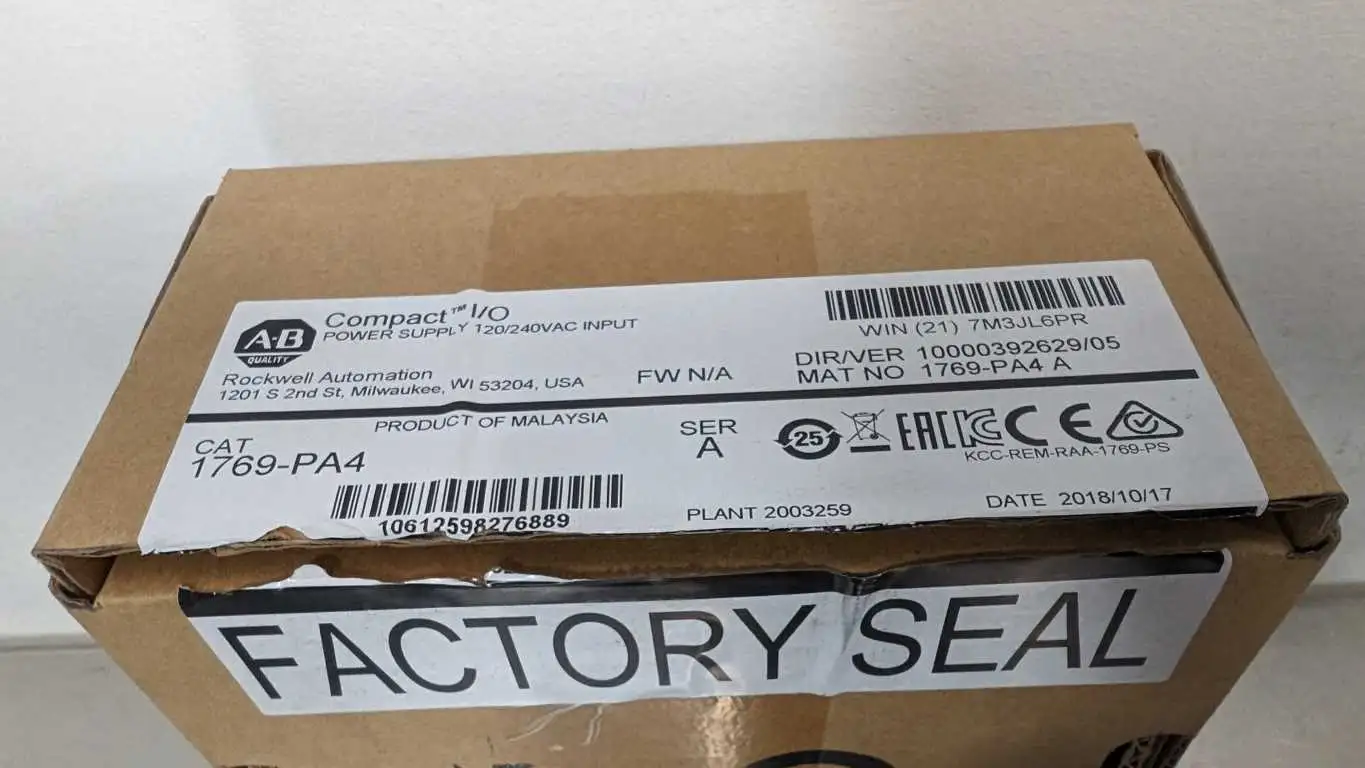 A-B
QUALITY
Compact™ I/O
POWER SUPPLY 120/240VAC INPUT
Rockwell Automation
1201 S 2nd St, Milwaukee, WI 53204, USA
FW N/A
WIN (21) 7M3JL6PR
DIR/VER 10000392629/05
MAT NO 1769-PA4 A
PRODUCT OF MALAYSIA
CAT
1769-PA4
10612598276889
SER
A
25
EAC
CE
KCC-REM-RAA-1769-PS
PLANT 2003259
DATE 2018/10/17
FACTORY SEAL